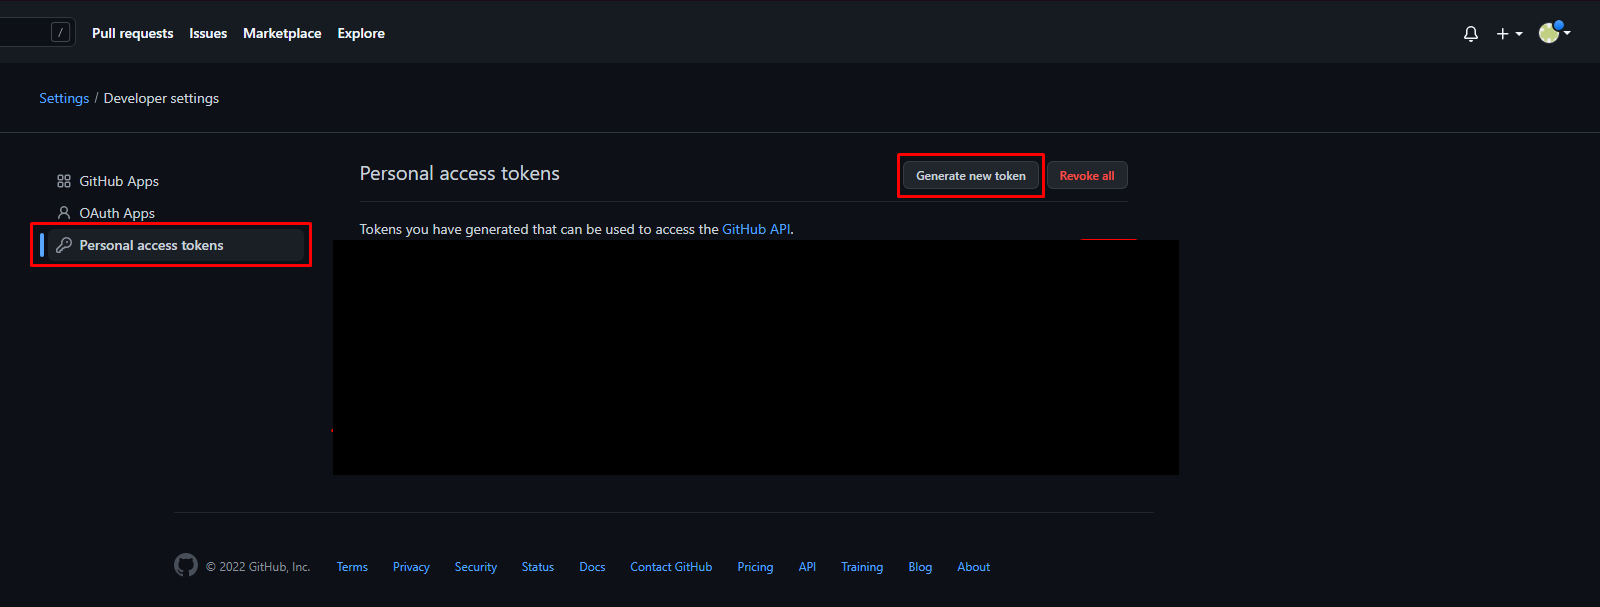 / Pull requests Issues Marketplace Explore
Settings / Developer settings
GitHub Apps
OAuth Apps
Personal access tokens
Personal access tokens
Generate new token Revoke all
Tokens you have generated that can be used to access the GitHub API.
© 2022 GitHub, Inc. Terms Privacy Security Status Docs Contact GitHub Pricing API Training Blog About